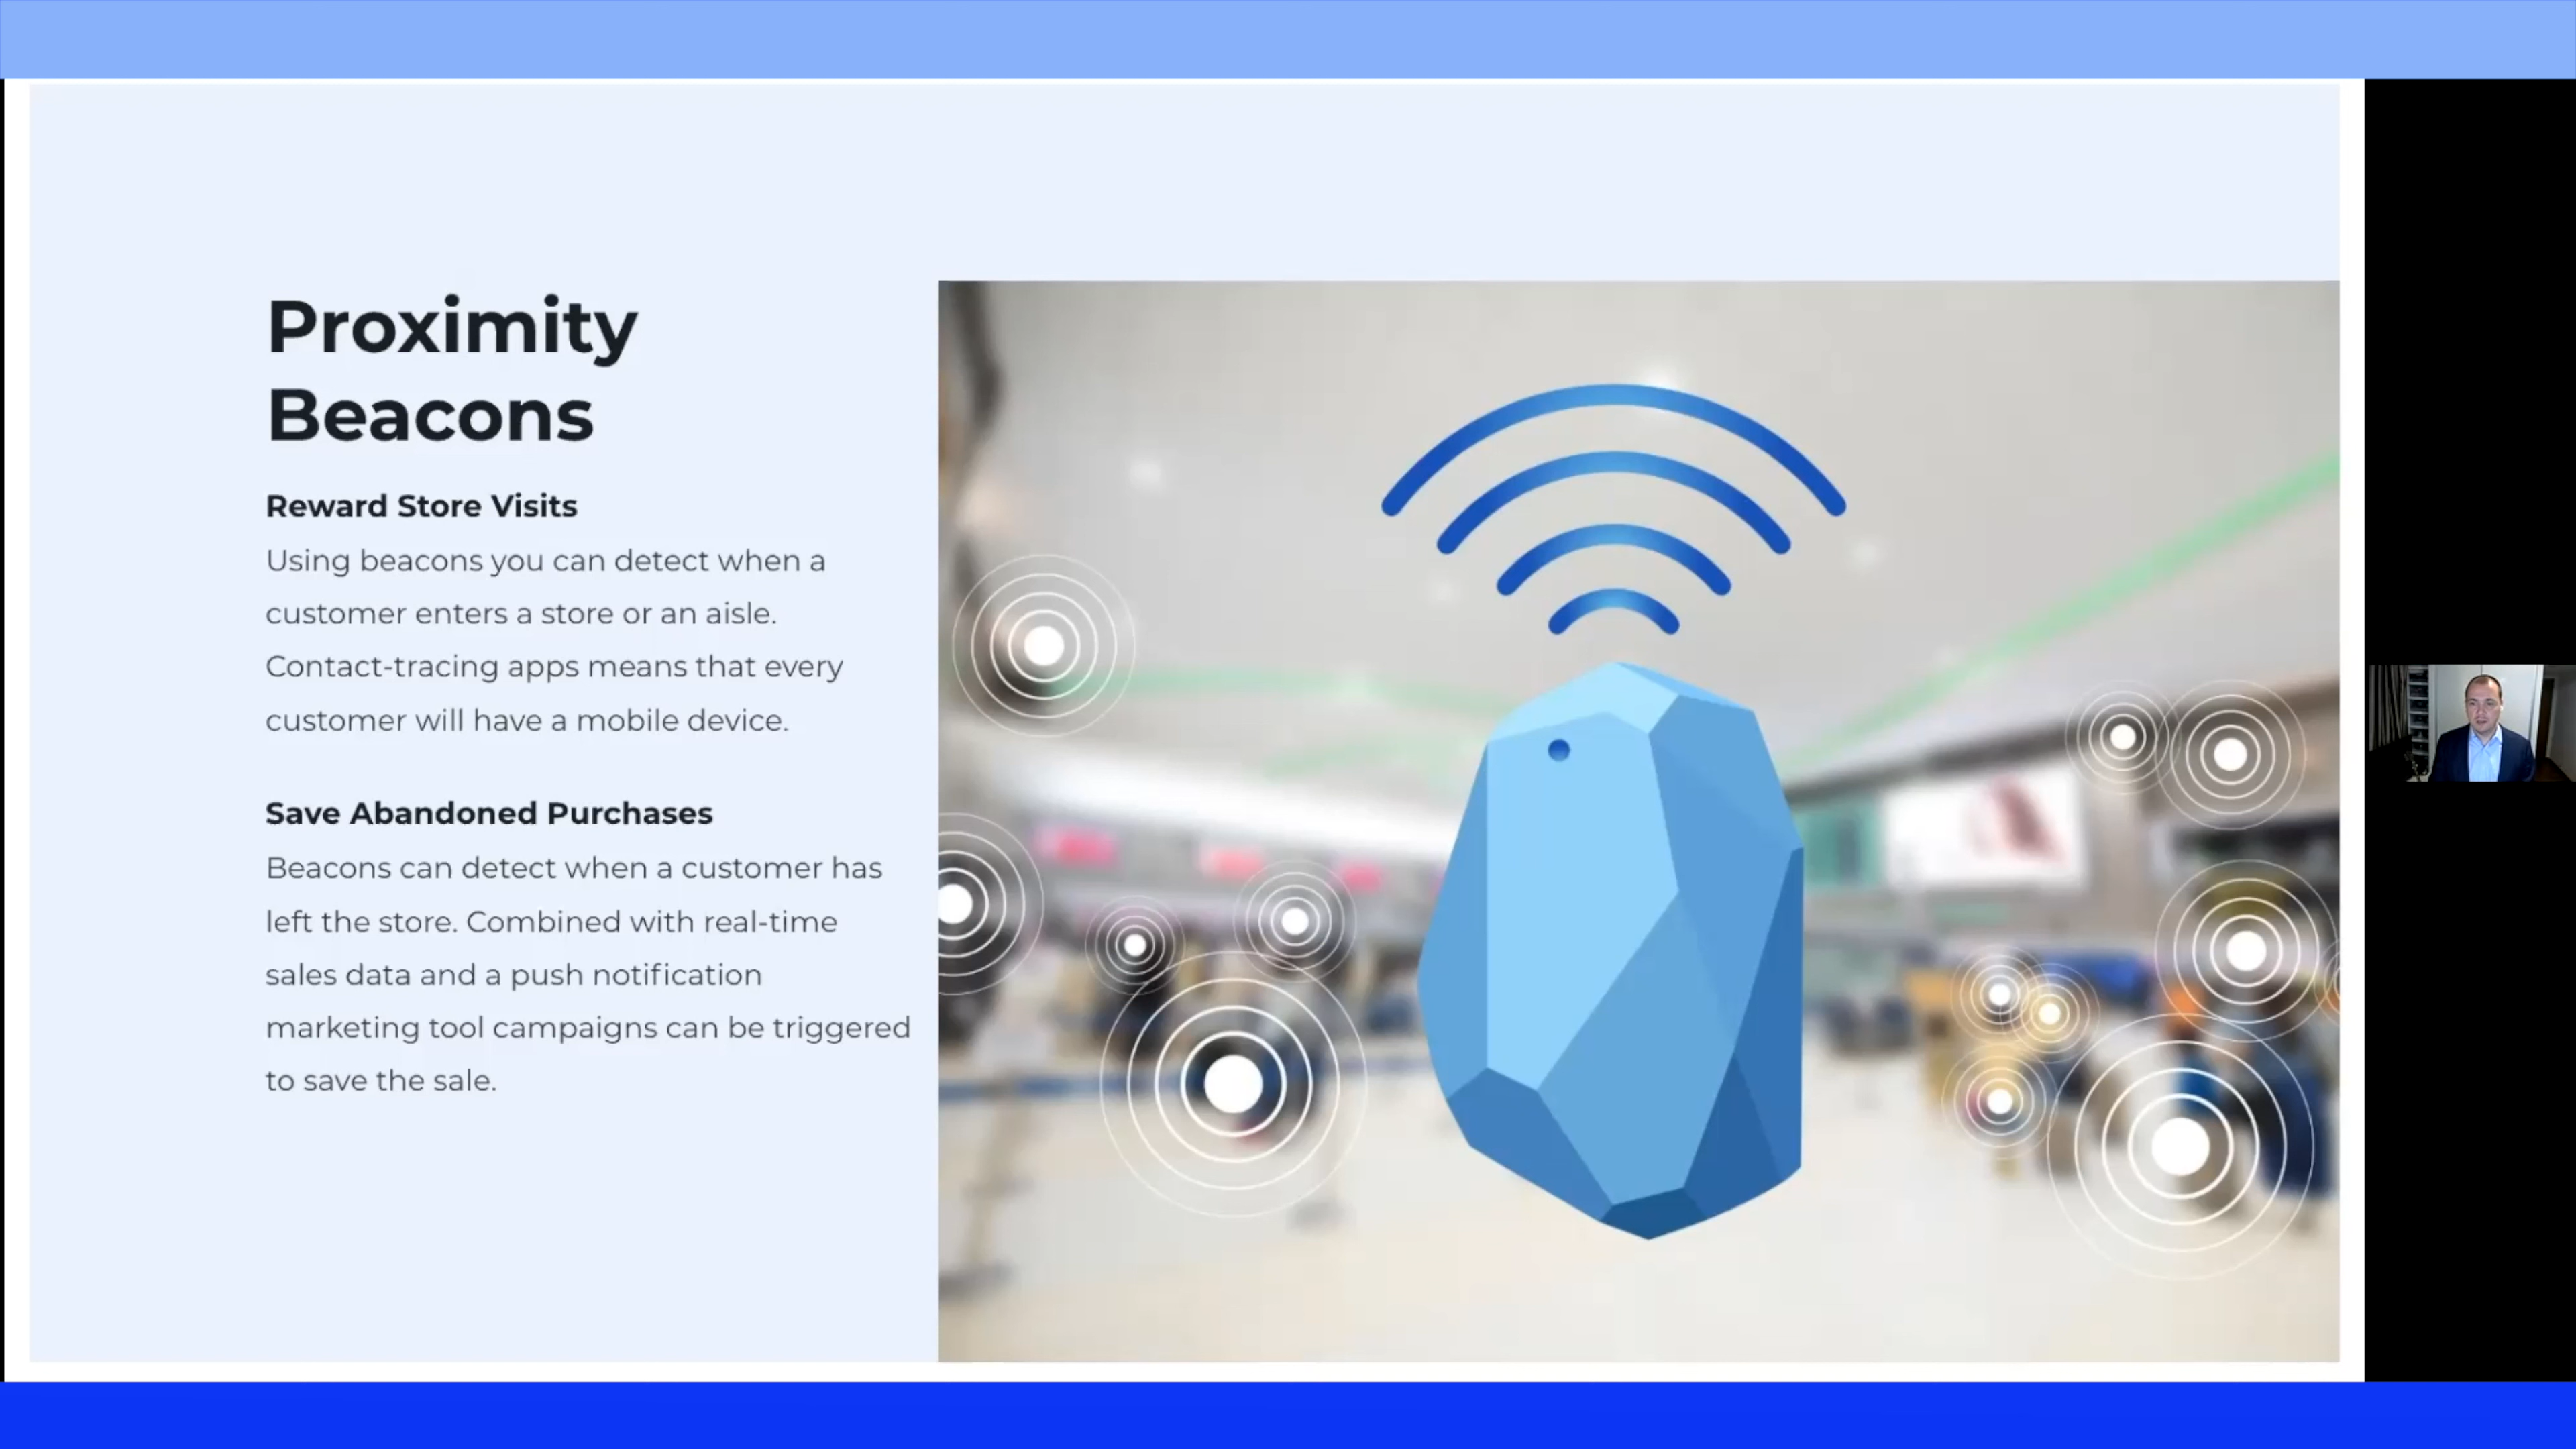 Proximity
Beacons
Reward Store Visits
Using beacons you can detect when a
customer enters a store or an aisle.
Contact-tracing apps means that every
customer will have a mobile device.
Save Abandoned Purchases
Beacons can detect when a customer has
left the store. Combined with real-time
sales data and a push notification
marketing tool campaigns can be triggered
to save the sale.